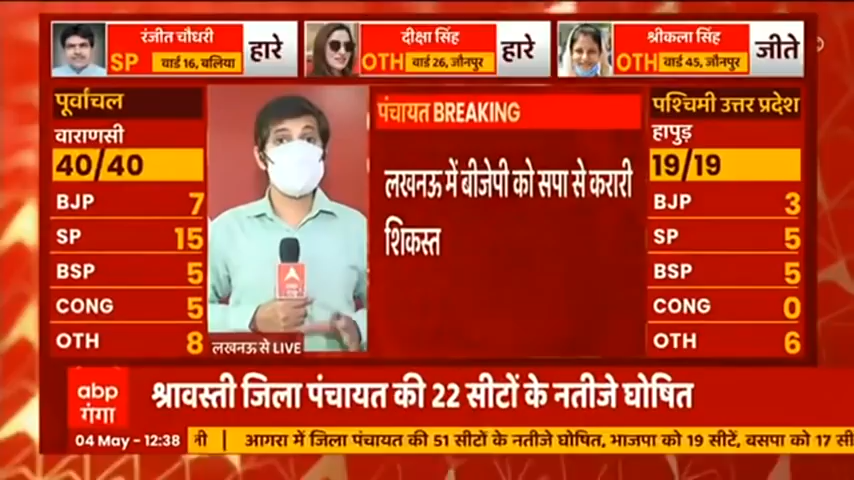 रंजीत चौधरी
SP वार्ड 16, बलिया
हारे
दीक्षा सिंह
OTH वार्ड 26, जौनपुर
हारे
श्रीकला सिंह
OTH वार्ड 45, जौनपुर
जीते
पूर्वांचल
वाराणसी
40/40
BJP 7
SP 15
BSP 5
CONG 5
OTH 8
लखनऊ से LIVE
पंचायत BREAKING
लखनऊ में बीजेपी को सपा से करारी
शिकस्त
पश्चिमी उत्तर प्रदेश
हापुड़
19/19
BJP 3
SP 5
BSP 5
CONG 0
OTH 6
abp
गंगा
श्रावस्ती जिला पंचायत की 22 सीटों के नतीजे घोषित
04 May - 12:38
आगरा में जिला पंचायत की 51 सीटों के नतीजे घोषित, भाजपा को 19 सीटें, बसपा को 17 सी